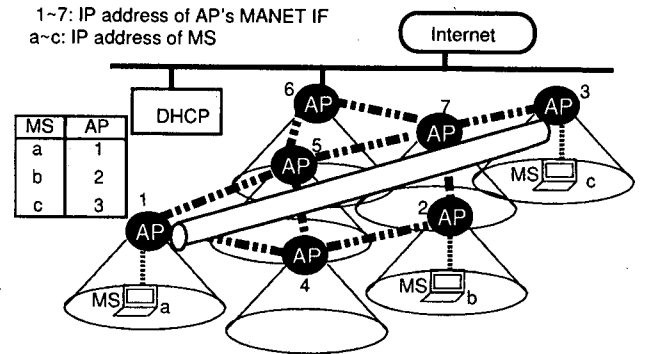 1~7: IP address of AP's MANET IF
a~c: IP address of MS
Internet
DHCP
MS AP
a 1
b 2
c 3
6
AP
7
AP
3
AP
5
AP
MS c
1
AP
2
AP
AP
4
MS a
MS b